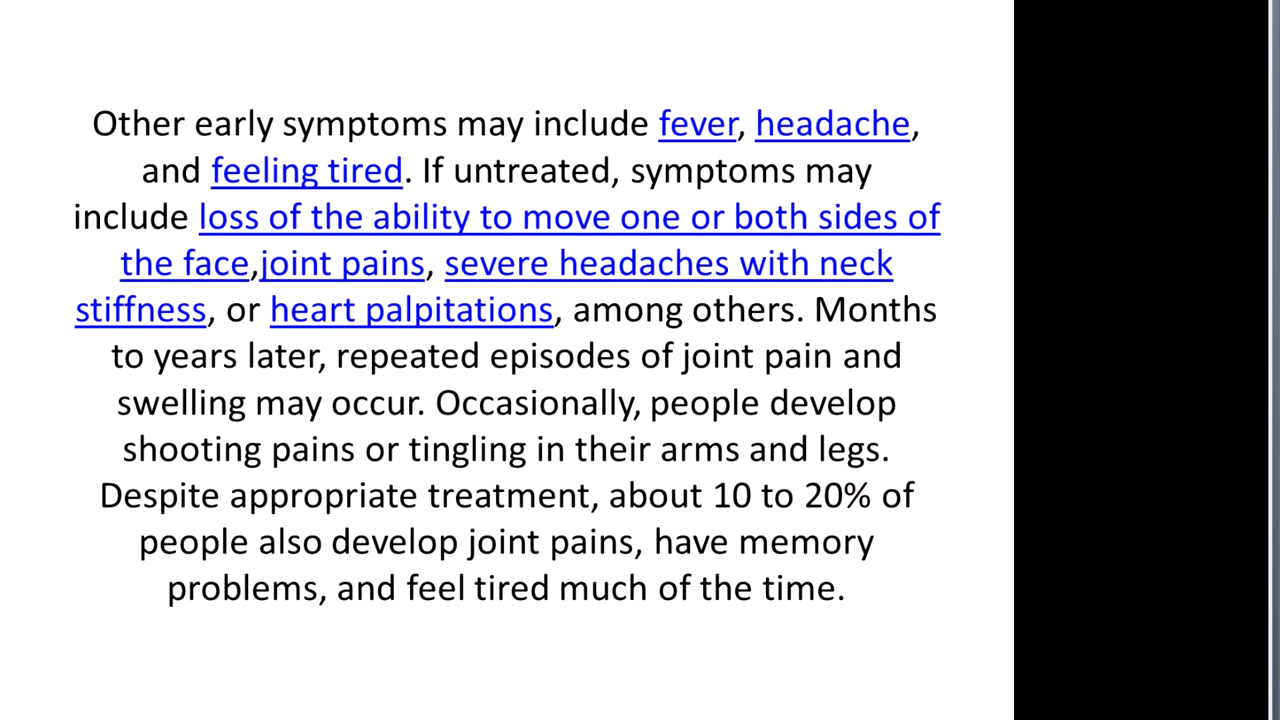 Other early symptoms may include fever, headache,
and feeling tired. If untreated, symptoms may
include loss of the ability to move one or both sides of
the face,joint pains, severe headaches with neck
stiffness, or heart palpitations, among others. Months
to years later, repeated episodes of joint pain and
swelling may occur. Occasionally, people develop
shooting pains or tingling in their arms and legs.
Despite appropriate treatment, about 10 to 20% of
people also develop joint pains, have memory
problems, and feel tired much of the time.